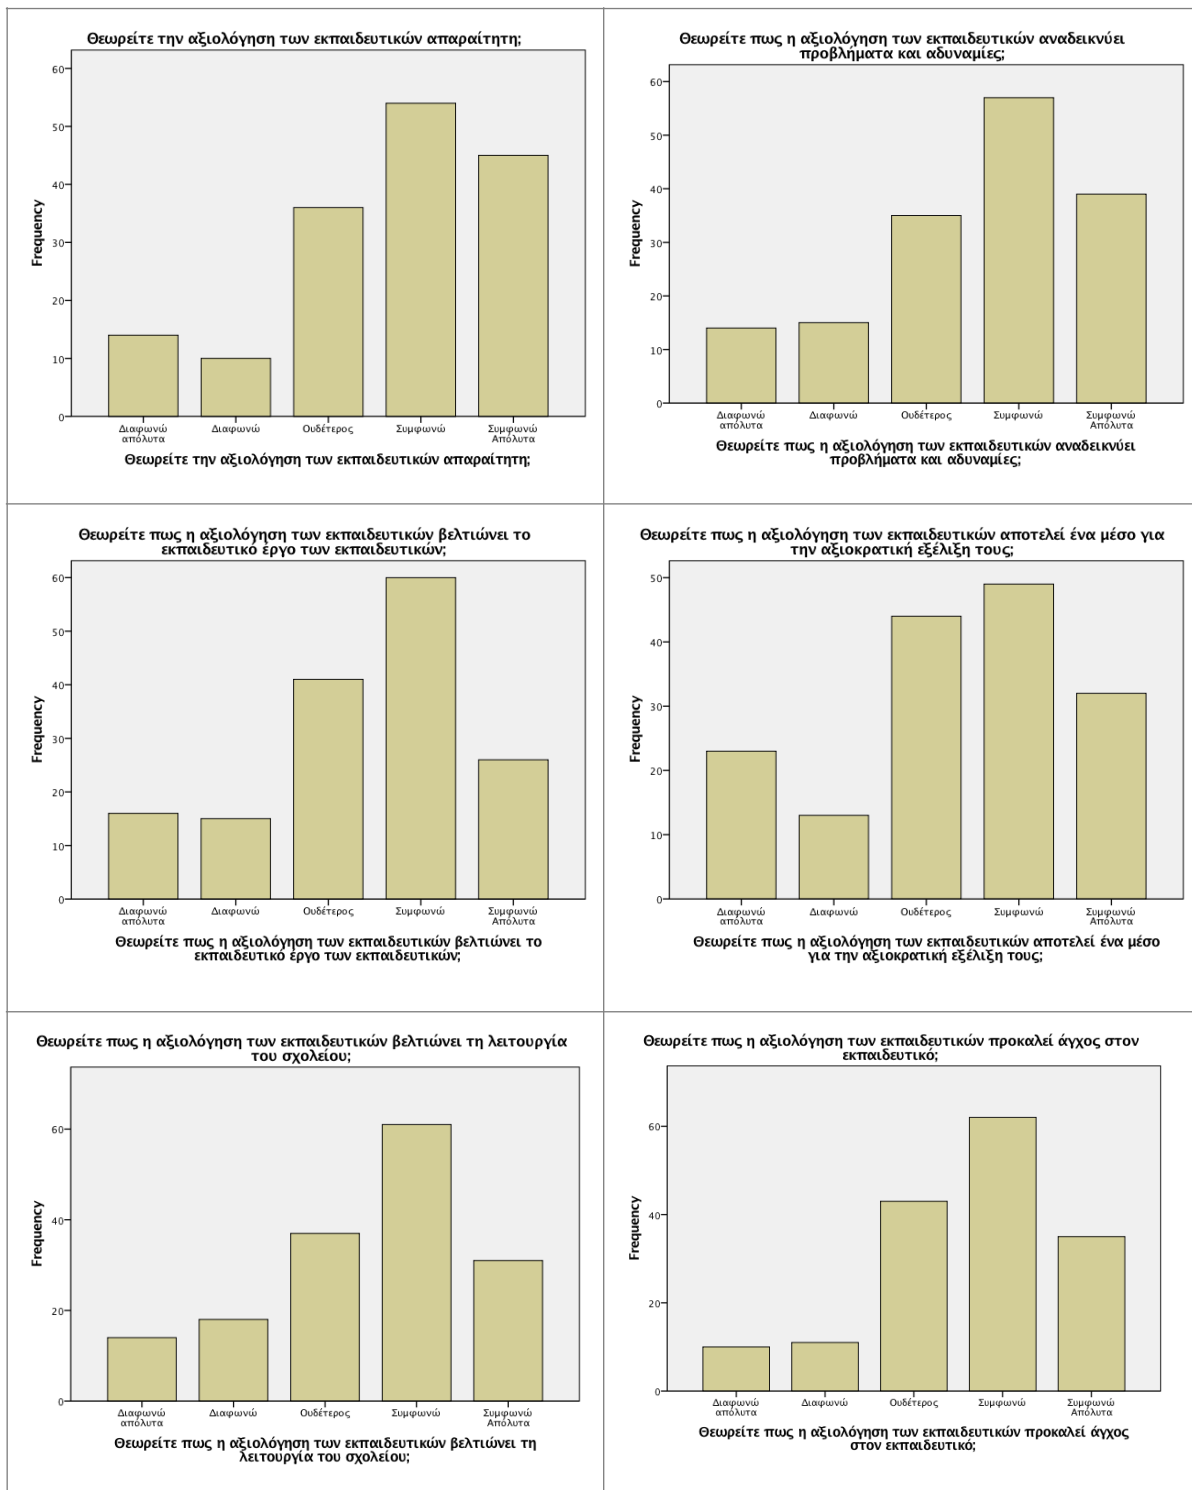 Θεωρείτε την αξιολόγηση των εκπαιδευτικών απαραίτητη;
60
50
40
30
20
10
0
Frequency
Διαφωνώ
απόλυτα
Διαφωνώ
Ουδέτερος
Συμφωνώ
Συμφωνώ
Απόλυτα
Θεωρείτε την αξιολόγηση των εκπαιδευτικών απαραίτητη;
Θεωρείτε πως η αξιολόγηση των εκπαιδευτικών αναδεικνύει
προβλήματα και αδυναμίες;
60
50
40
30
20
10
0
Frequency
Διαφωνώ
απόλυτα
Διαφωνώ
Ουδέτερος
Συμφωνώ
Συμφωνώ
Απόλυτα
Θεωρείτε πως η αξιολόγηση των εκπαιδευτικών αναδεικνύει
προβλήματα και αδυναμίες;
Θεωρείτε πως η αξιολόγηση των εκπαιδευτικών βελτιώνει το
εκπαιδευτικό έργο των εκπαιδευτικών;
60
50
40
30
20
10
0
Frequency
Διαφωνώ
απόλυτα
Διαφωνώ
Ουδέτερος
Συμφωνώ
Συμφωνώ
Απόλυτα
Θεωρείτε πως η αξιολόγηση των εκπαιδευτικών βελτιώνει το
εκπαιδευτικό έργο των εκπαιδευτικών;
Θεωρείτε πως η αξιολόγηση των εκπαιδευτικών αποτελεί ένα μέσο για
την αξιοκρατική εξέλιξη τους;
50
40
30
20
10
0
Frequency
Διαφωνώ
απόλυτα
Διαφωνώ
Ουδέτερος
Συμφωνώ
Συμφωνώ
Απόλυτα
Θεωρείτε πως η αξιολόγηση των εκπαιδευτικών αποτελεί ένα μέσο
για την αξιοκρατική εξέλιξη τους;
Θεωρείτε πως η αξιολόγηση των εκπαιδευτικών βελτιώνει τη λειτουργία
του σχολείου;
60
40
20
0
Frequency
Διαφωνώ
απόλυτα
Διαφωνώ
Ουδέτερος
Συμφωνώ
Συμφωνώ
Απόλυτα
Θεωρείτε πως η αξιολόγηση των εκπαιδευτικών βελτιώνει τη
λειτουργία του σχολείου;
Θεωρείτε πως η αξιολόγηση των εκπαιδευτικών προκαλεί άγχος στον
εκπαιδευτικό;
60
40
20
0
Frequency
Διαφωνώ
απόλυτα
Διαφωνώ
Ουδέτερος
Συμφωνώ
Συμφωνώ
Απόλυτα
Θεωρείτε πως η αξιολόγηση των εκπαιδευτικών προκαλεί άγχος
στον εκπαιδευτικό;